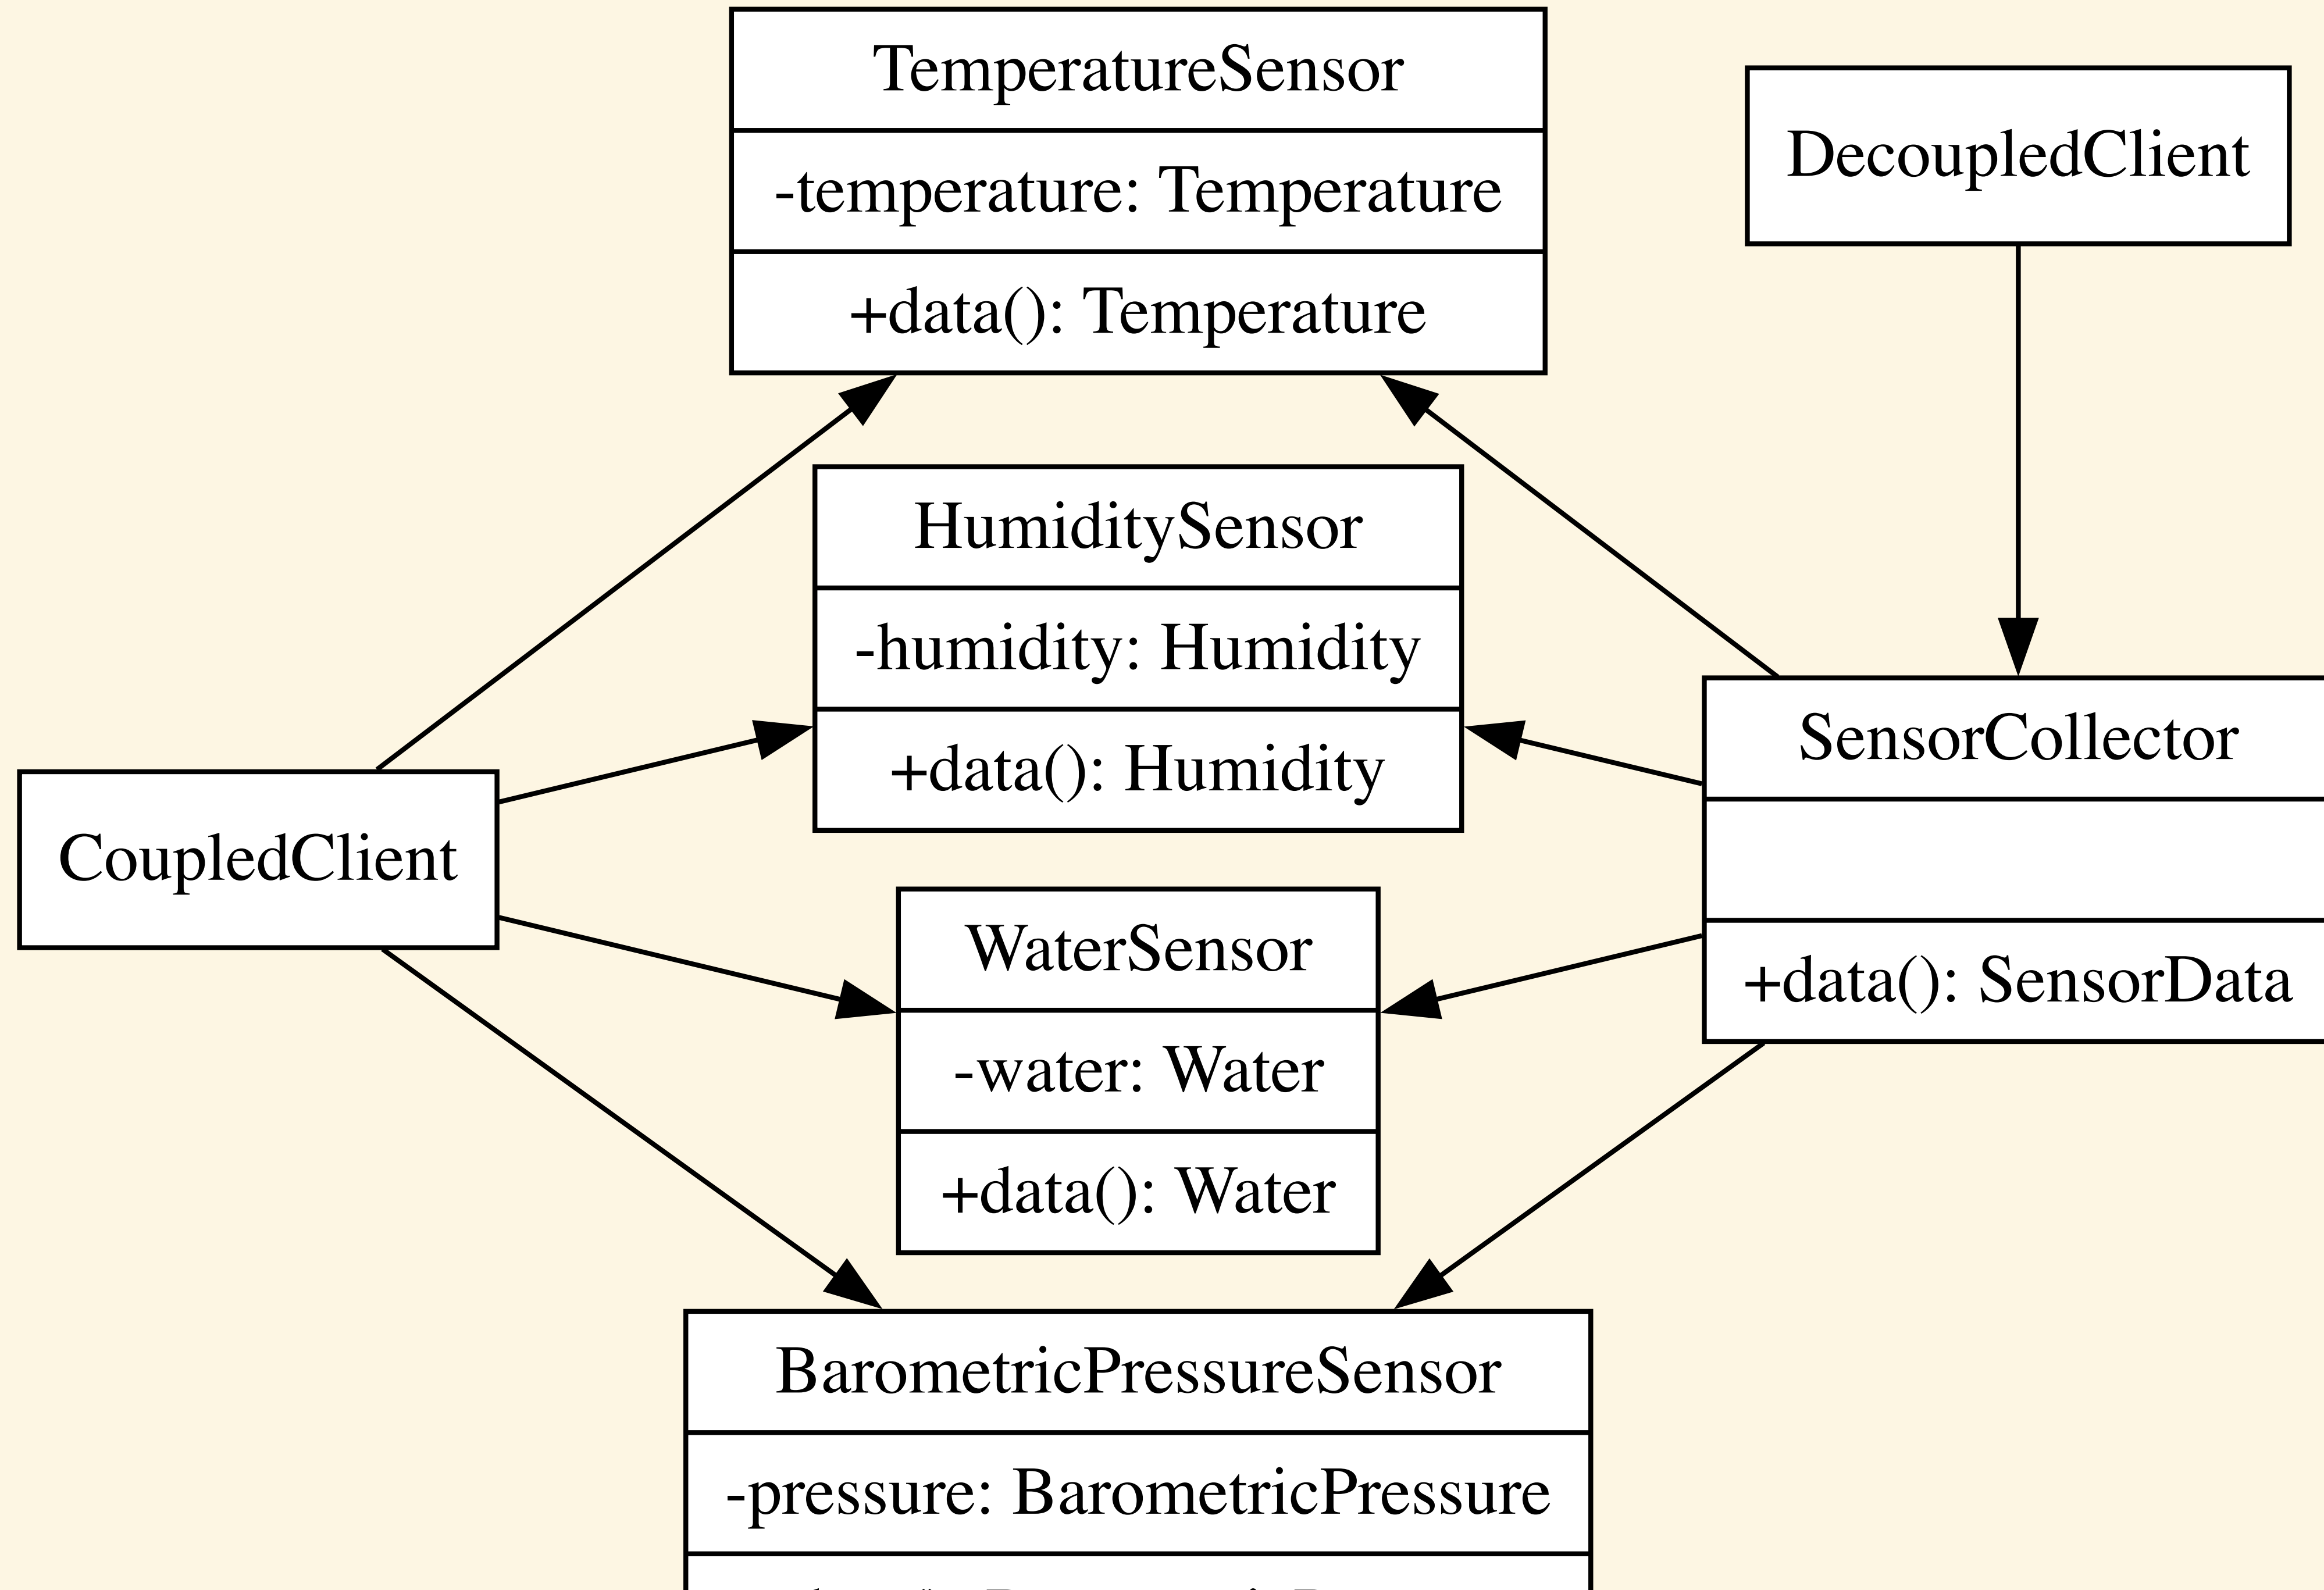 TemperatureSensor
-temperature: Temperature
+data(): Temperature
DecoupledClient
HumiditySensor
-humidity: Humidity
+data(): Humidity
SensorCollector
+data(): SensorData
CoupledClient
WaterSensor
-water: Water
+data(): Water
BarometricPressureSensor
-pressure: BarometricPressure